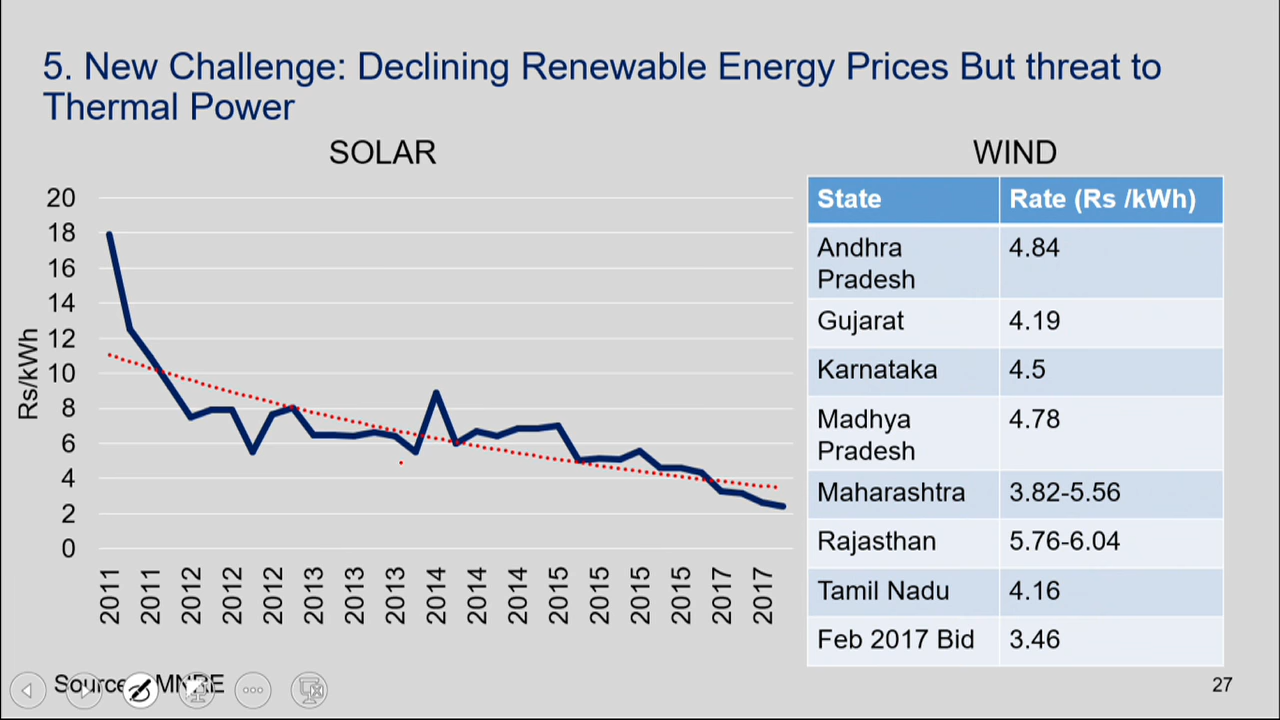 5. New Challenge: Declining Renewable Energy Prices But threat to
Thermal Power
SOLAR
20
18
16
14
12
10
8
6
4
2
0
Rs/kWh
2011
2011
2012
2012
2012
2013
2013
2013
2014
2014
2014
2015
2015
2015
2017
2017
WIND
State Rate (Rs /kWh)
Andhra
Pradesh 4.84
Gujarat 4.19
Karnataka 4.5
Madhya
Pradesh 4.78
Maharashtra 3.82-5.56
Rajasthan 5.76-6.04
Tamil Nadu 4.16
Feb 2017 Bid 3.46
Source MNRE
27